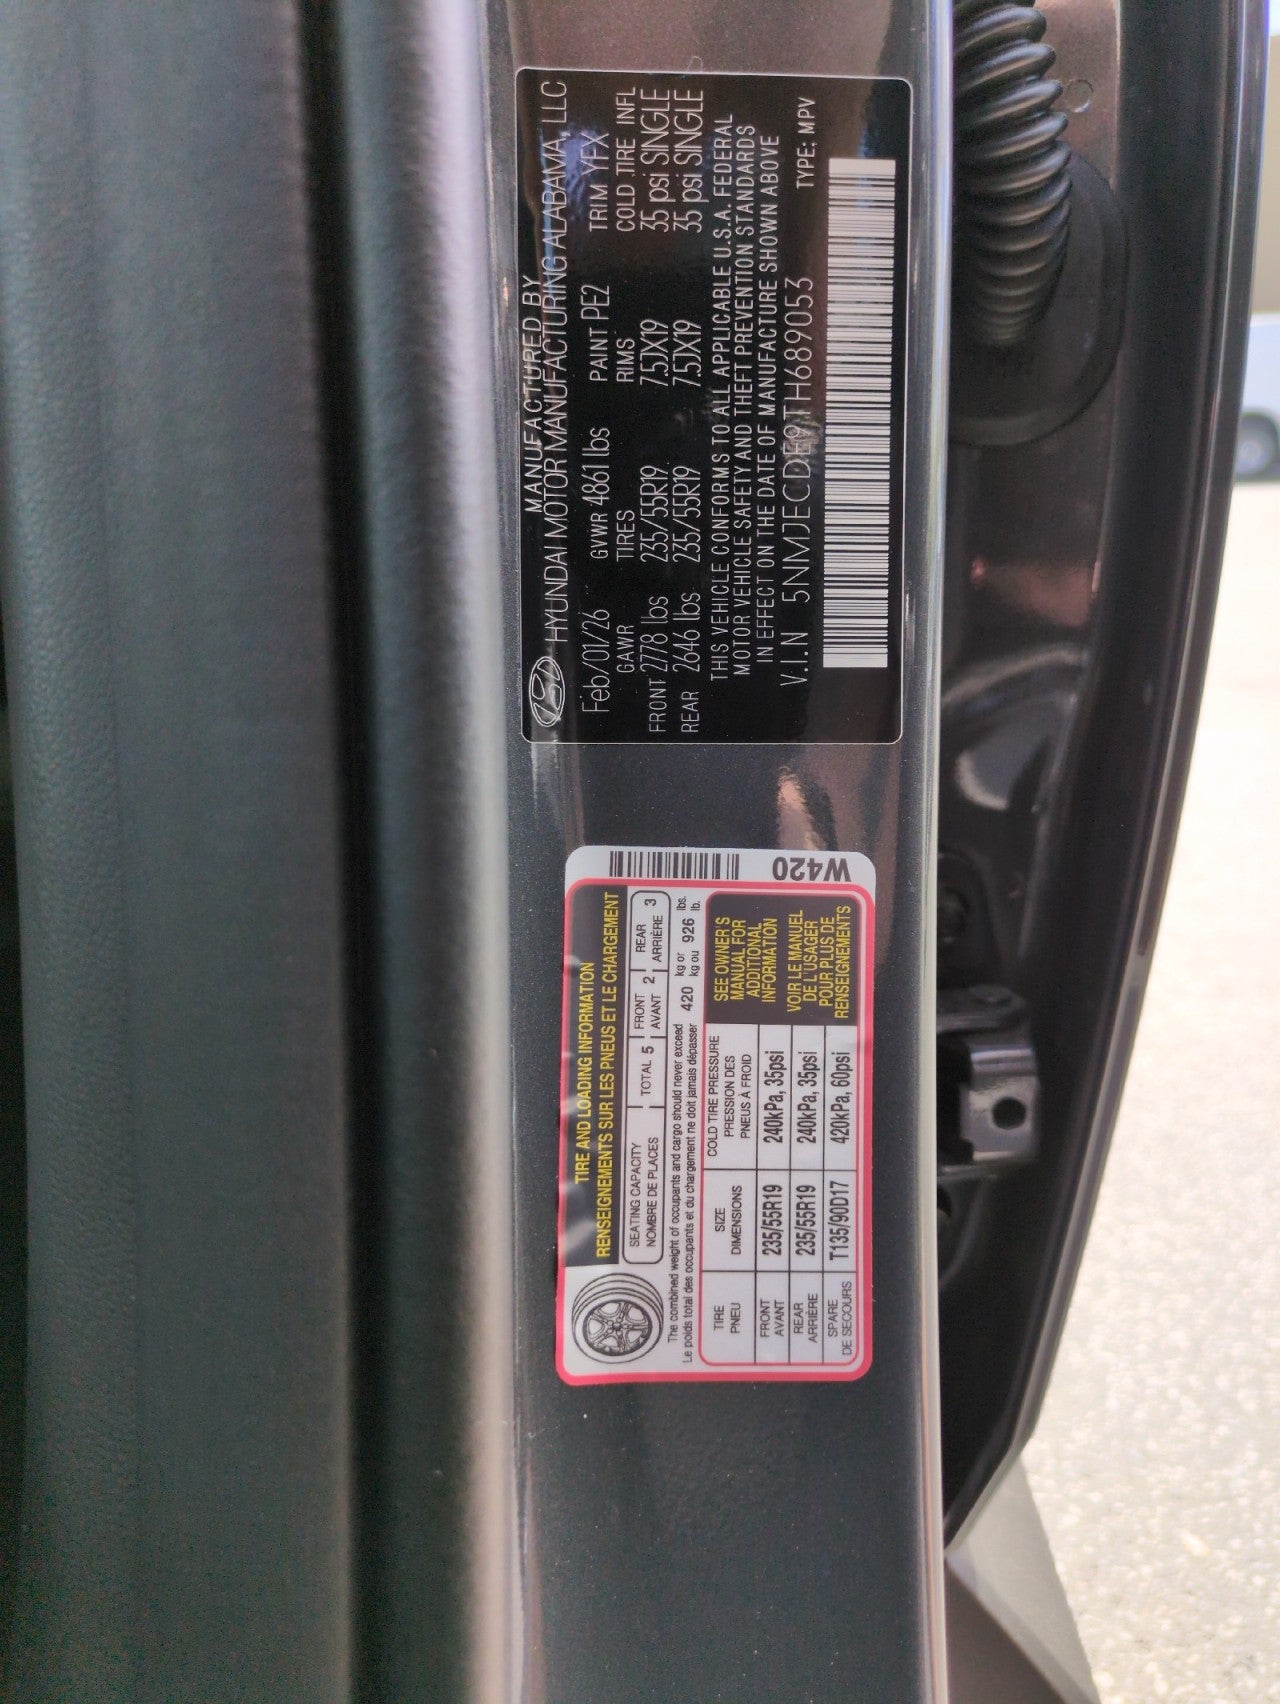 MANUFACTURED BY
HYUNDAI MOTOR MANUFACTURING ALABAMA, LLC
Feb/01/26 GVWR 4861 lbs PAINT PE2 TRIM YFX
GAWR TIRES RIMS COLD TIRE INFL
FRONT 2778 lbs 235/55R19 7.5JX19 35 psi SINGLE
REAR 2646 lbs 235/55R19 7.5JX19 35 psi SINGLE
THIS VEHICLE CONFORMS TO ALL APPLICABLE U.S.A. FEDERAL
MOTOR VEHICLE SAFETY AND THEFT PREVENTION STANDARDS
IN EFFECT ON THE DATE OF MANUFACTURE SHOWN ABOVE
V.I.N 5NMJECDE9TH689053 TYPE: MPV
W420
TIRE AND LOADING INFORMATION
RENSEIGNEMENTS SUR LES PNEUS ET LE CHARGEMENT
SEATING CAPACITY
NOMBRE DE PLACES
TOTAL 5
FRONT
AVANT
2
REAR
ARRIÈRE
3
The combined weight of occupants and cargo should never exceed 420 kg or 926 lbs.
Le poids total des occupants et du chargement ne doit jamais dépasser kg ou lb.
TIRE
PNEU
SIZE
DIMENSIONS
COLD TIRE PRESSURE
PRESSION DES
PNEUS À FROID
FRONT
AVANT
235/55R19 240kPa, 35psi
REAR
ARRIÈRE
235/55R19 240kPa, 35psi
SPARE
DE SECOURS
T135/90D17 420kPa, 60psi
SEE OWNER'S
MANUAL FOR
ADDITIONAL
INFORMATION
VOIR LE MANUEL
DE L'USAGER
POUR PLUS DE
RENSEIGNEMENTS